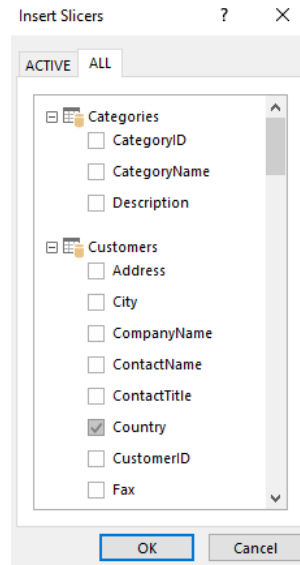 Insert Slicers ? ×
ACTIVE ALL
Categories
CategoryID
CategoryName
Description
Customers
Address
City
CompanyName
ContactName
ContactTitle
Country
CustomerID
Fax
OK Cancel